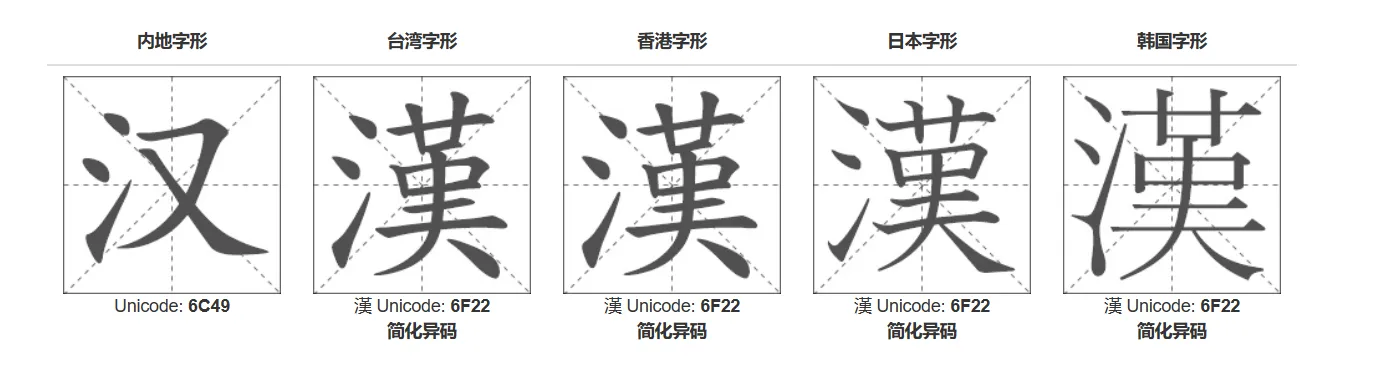 内地字形 台湾字形 香港字形 日本字形 韩国字形
汉 漢 漢 漢 漢
Unicode: 6C49 漢 Unicode: 6F22 漢 Unicode: 6F22 漢 Unicode: 6F22 漢 Unicode: 6F22
简化异码 简化异码 简化异码 简化异码